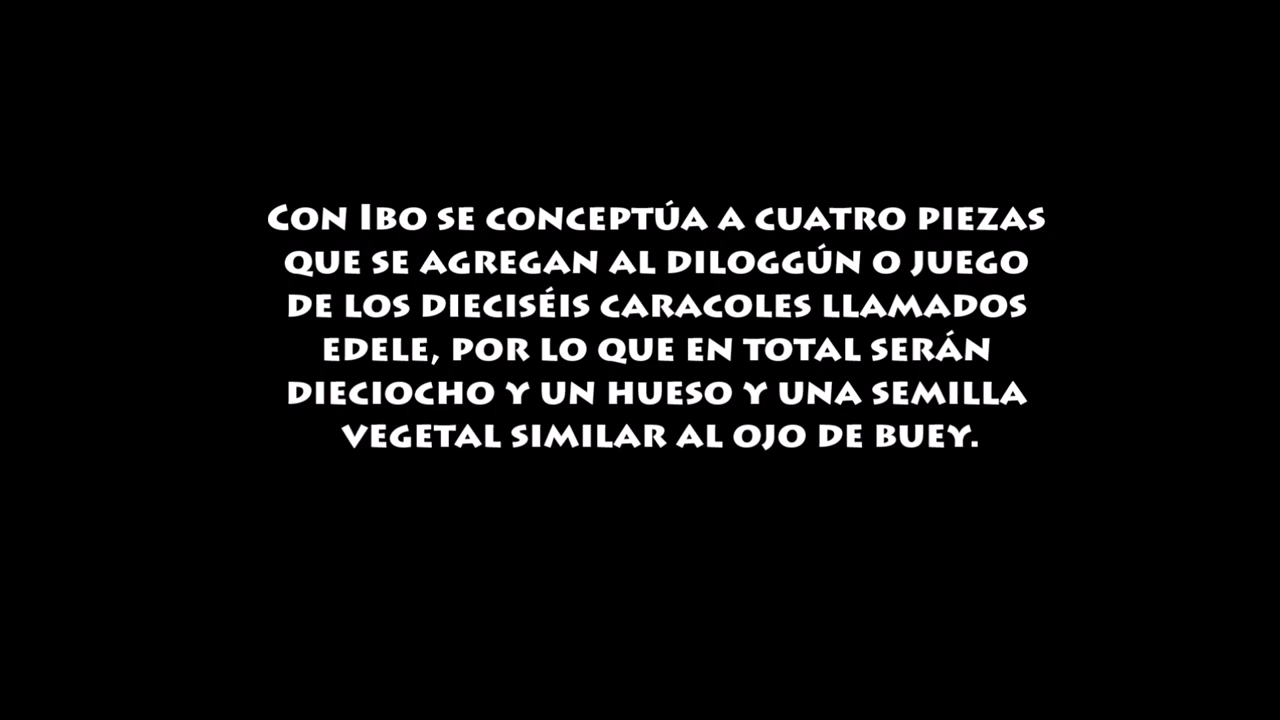 Con Ibo se conceptúa a cuatro piezas
que se agregan al diloggún o juego
de los dieciséis caracoles llamados
edele, por lo que en total serán
dieciocho y un hueso y una semilla
vegetal similar al ojo de buey.